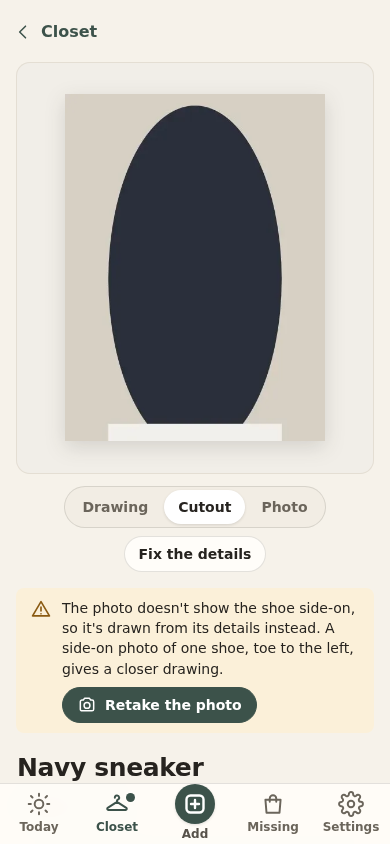 Closet
Drawing
Cutout
Photo
Fix the details
The photo doesn't show the shoe side-on,
so it's drawn from its details instead. A
side-on photo of one shoe, toe to the left,
gives a closer drawing.
Retake the photo
Navy sneaker
Today
Closet
Add
Missing
Settings